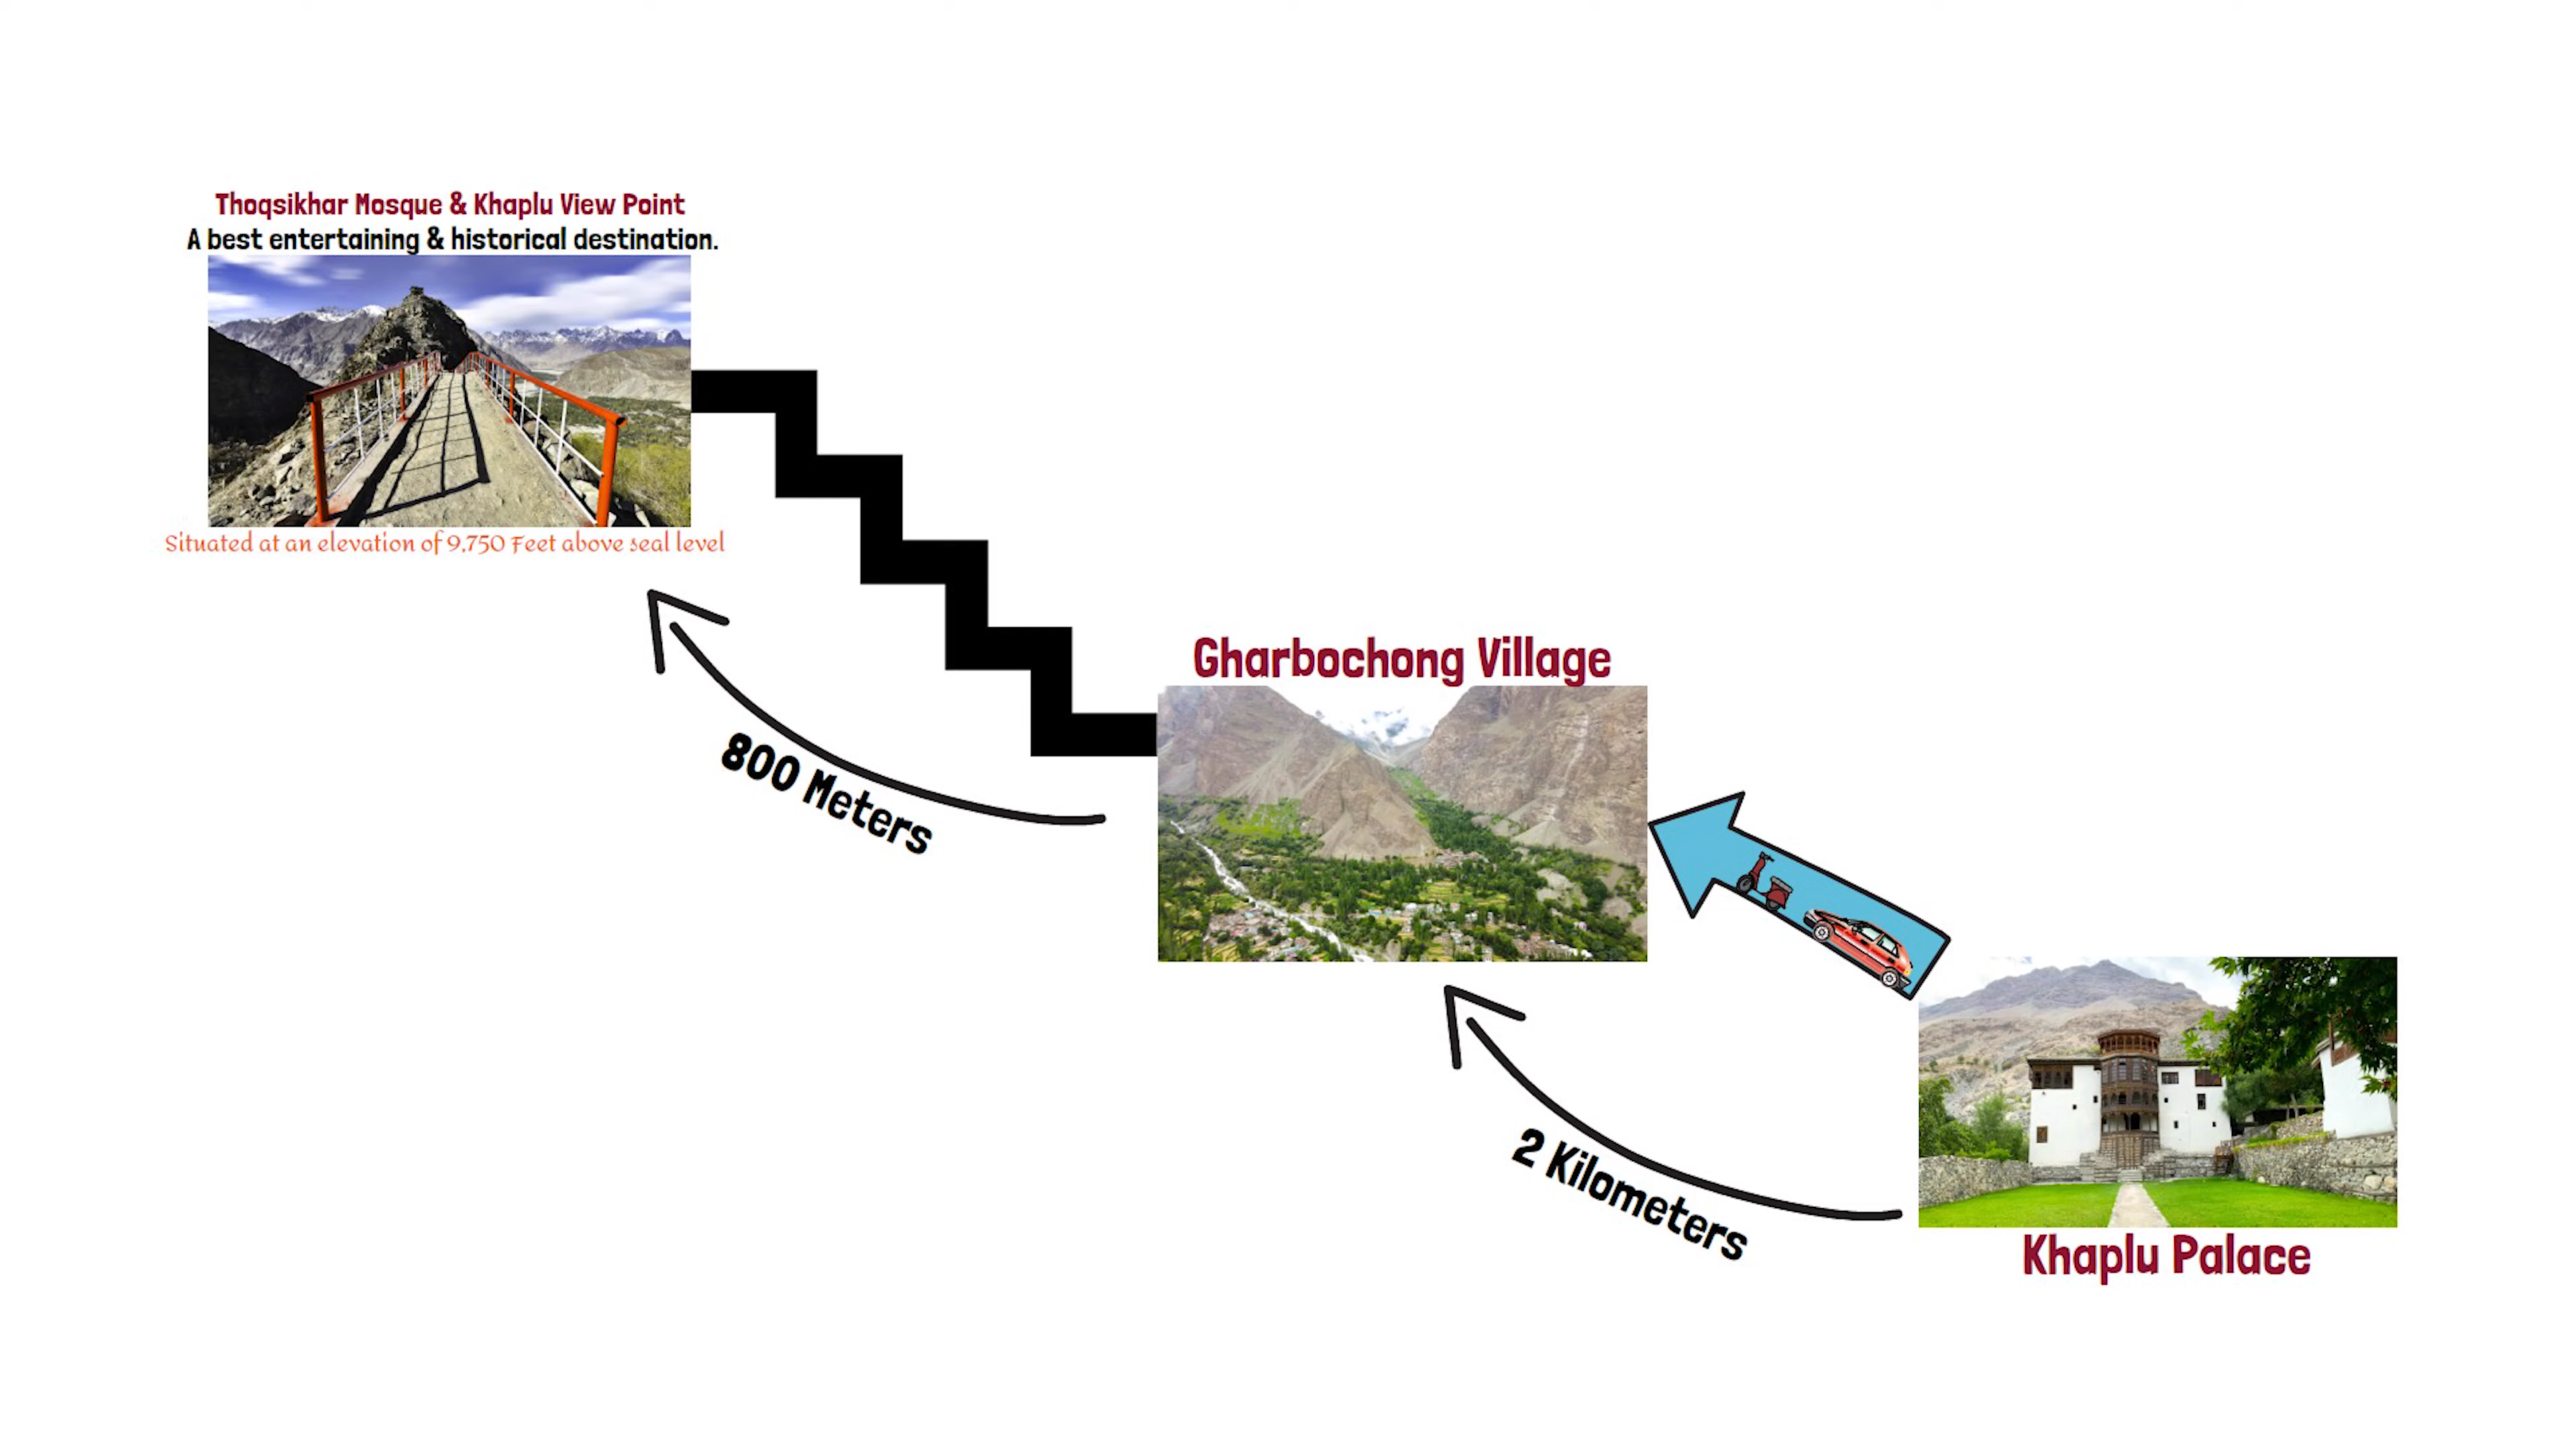 Thoqsikhar Mosque & Khaplu View Point
A best entertaining & historical destination.
Situated at an elevation of 9,750 Feet above seal level
800 Meters
Gharbochong Village
2 Kilometers
Khaplu Palace